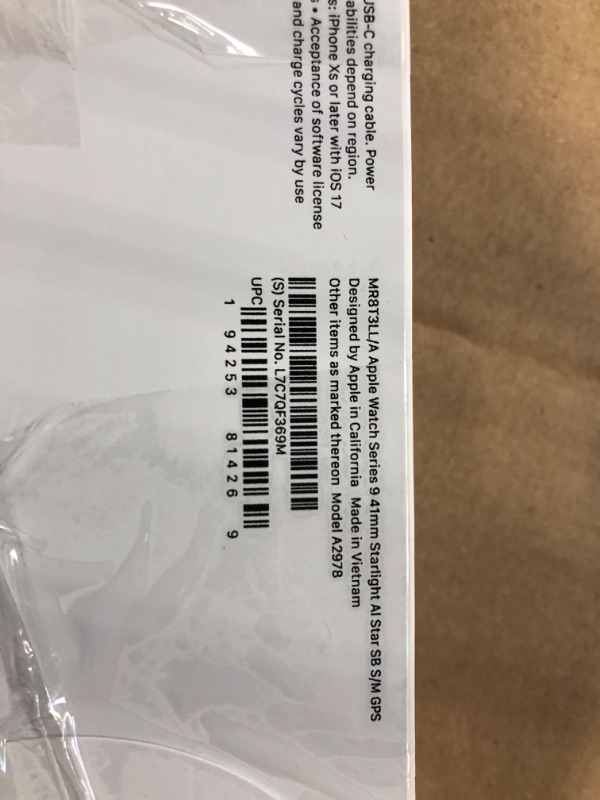 USB-C charging cable. Power
abilities depend on region.
s: iPhone Xs or later with iOS 17
s • Acceptance of software license
and charge cycles vary by use
MR8T3LL/A Apple Watch Series 9 41mm Starlight Al Star SB S/M GPS
Designed by Apple in California Made in Vietnam
Other items as marked thereon Model A2978
(S) Serial No. L7C7QF369M
UPC
1 94253 81426 9